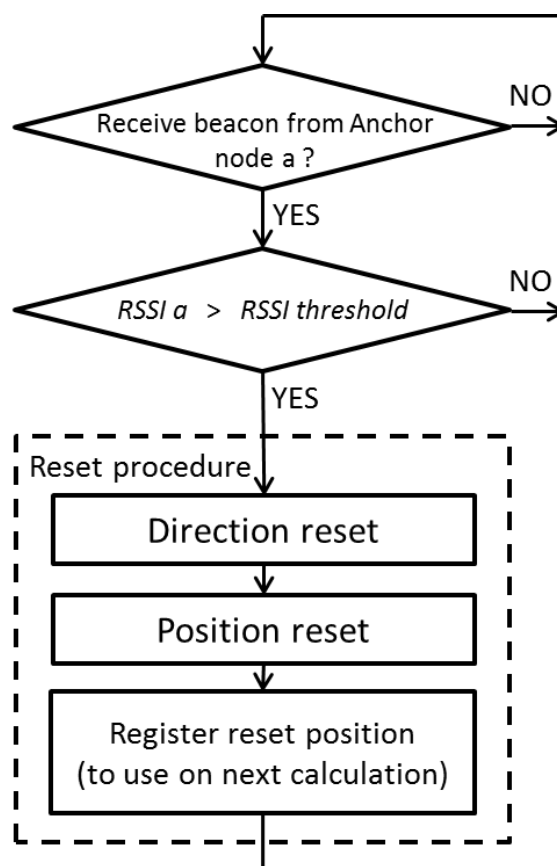 Receive beacon from Anchor
node a ?
NO
YES
RSSI a > RSSI threshold
NO
YES
Reset procedure
Direction reset
Position reset
Register reset position
(to use on next calculation)